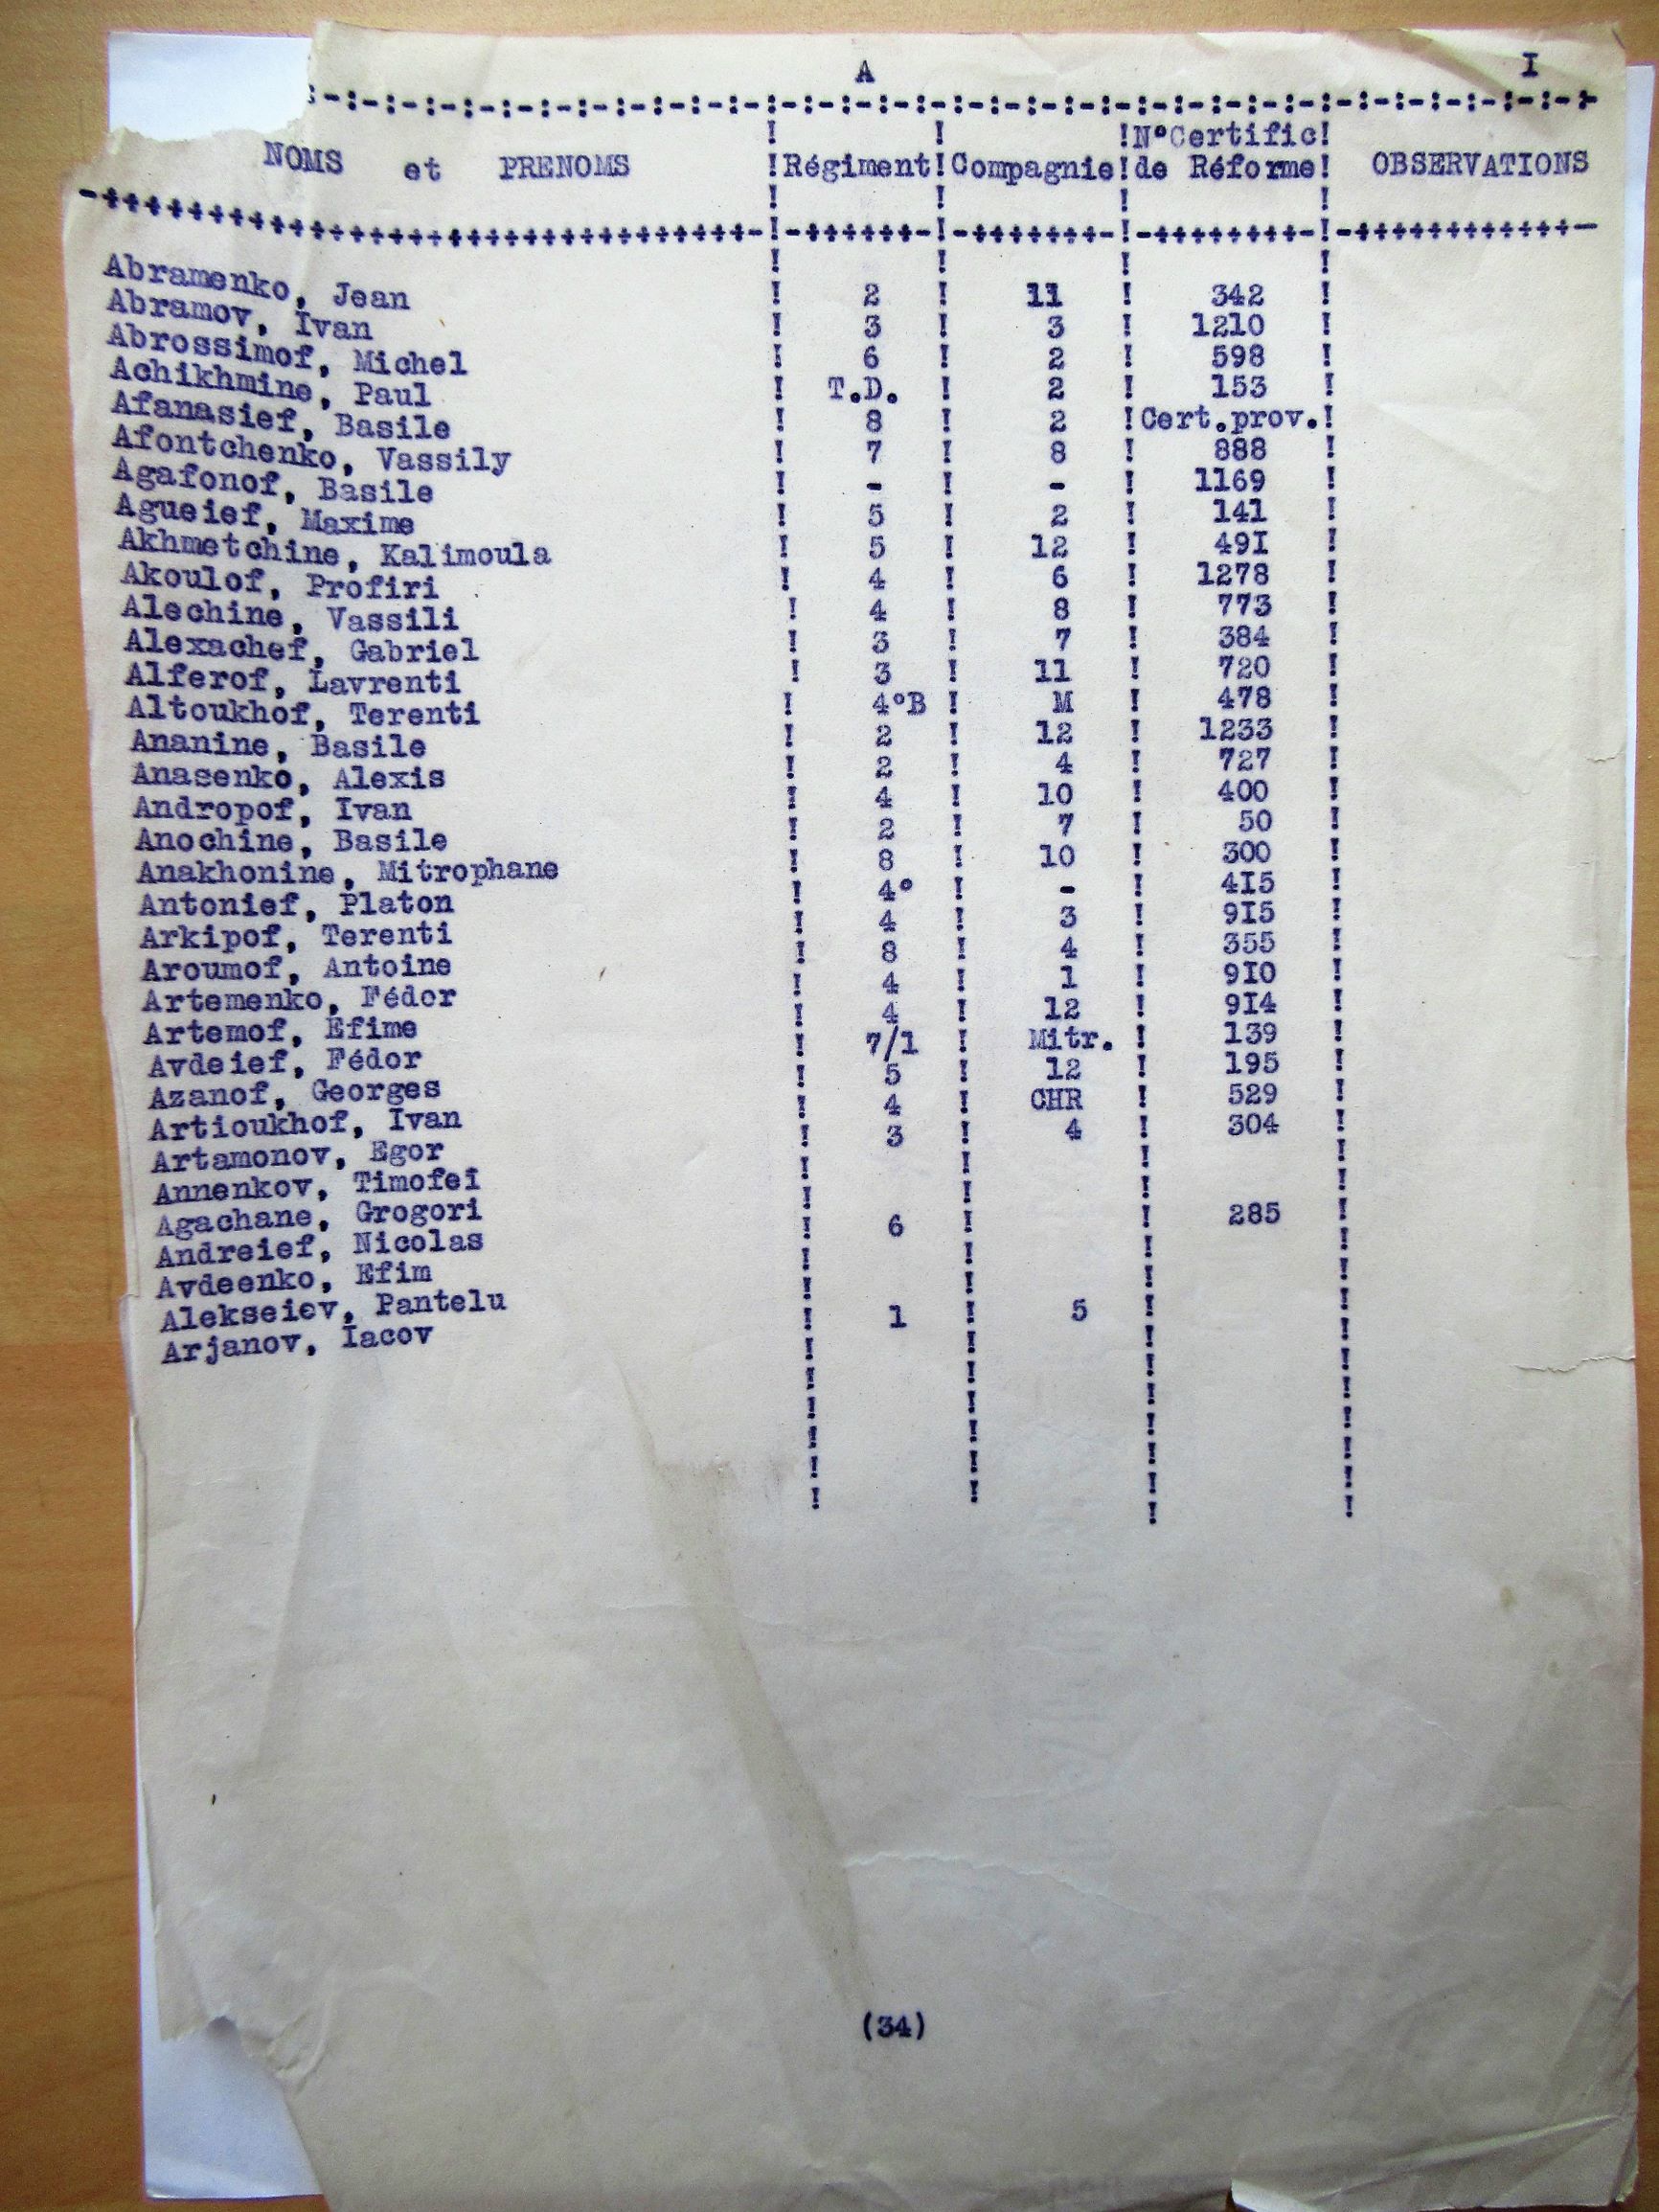 A I
:-:-:-:-:-:-:-:-:-:-:-:-:-:-:-:-:-:-:-:-:-:-:-:-:-:-:-:-:-:-:-:-
! ! !N°Certific!
NOMS et PRENOMS !Régiment!Compagnie!de Réforme! OBSERVATIONS
Abramenko, Jean ! 2 ! 11 ! 342 !
Abramov, Ivan ! 3 ! 3 ! 1210 !
Abrossimof, Michel ! 6 ! 2 ! 598 !
Achikhmine, Paul ! T.D. ! 2 ! 153 !
Afanasief, Basile ! 8 ! 2 !Cert.prov.!
Afontchenko, Vassily ! 7 ! 8 ! 888 !
Agafonof, Basile ! - ! - ! 1169 !
Agueief, Maxime ! 5 ! 2 ! 141 !
Akhmetchine, Kalimoula ! 5 ! 12 ! 49I !
Akoulof, Profiri ! 4 ! 6 ! 1278 !
Alechine, Vassili ! 4 ! 8 ! 773 !
Alexachef, Gabriel ! 3 ! 7 ! 384 !
Alferof, Lavrenti ! 3 ! 11 ! 720 !
Altoukhof, Terenti ! 4°B ! M ! 478 !
Ananine, Basile ! 2 ! 12 ! 1233 !
Anasenko, Alexis ! 2 ! 4 ! 727 !
Andropof, Ivan ! 4 ! 10 ! 400 !
Anochine, Basile ! 2 ! 7 ! 50 !
Anakhonine, Mitrophane ! 8 ! 10 ! 300 !
Antonief, Platon ! 4° ! - ! 4I5 !
Arkipof, Terenti ! 4 ! 3 ! 9I5 !
Aroumof, Antoine ! 8 ! 4 ! 355 !
Artemenko, Fédor ! 4 ! 1 ! 9I0 !
Artemof, Efime ! 4 ! 12 ! 9I4 !
Avdeief, Fédor ! 7/1 ! Mitr. ! 139 !
Azanof, Georges ! 5 ! 12 ! 195 !
Artioukhof, Ivan ! 4 ! CHR ! 529 !
Artamonov, Egor ! 3 ! 4 ! 304 !
Annenkov, Timofei ! ! ! !
Agachane, Grogori ! ! ! !
Andreief, Nicolas ! 6 ! ! 285 !
Avdeenko, Efim ! ! ! !
Alekseiev, Pantelu ! ! ! !
Arjanov, Iacov ! 1 ! 5 ! !
(34)